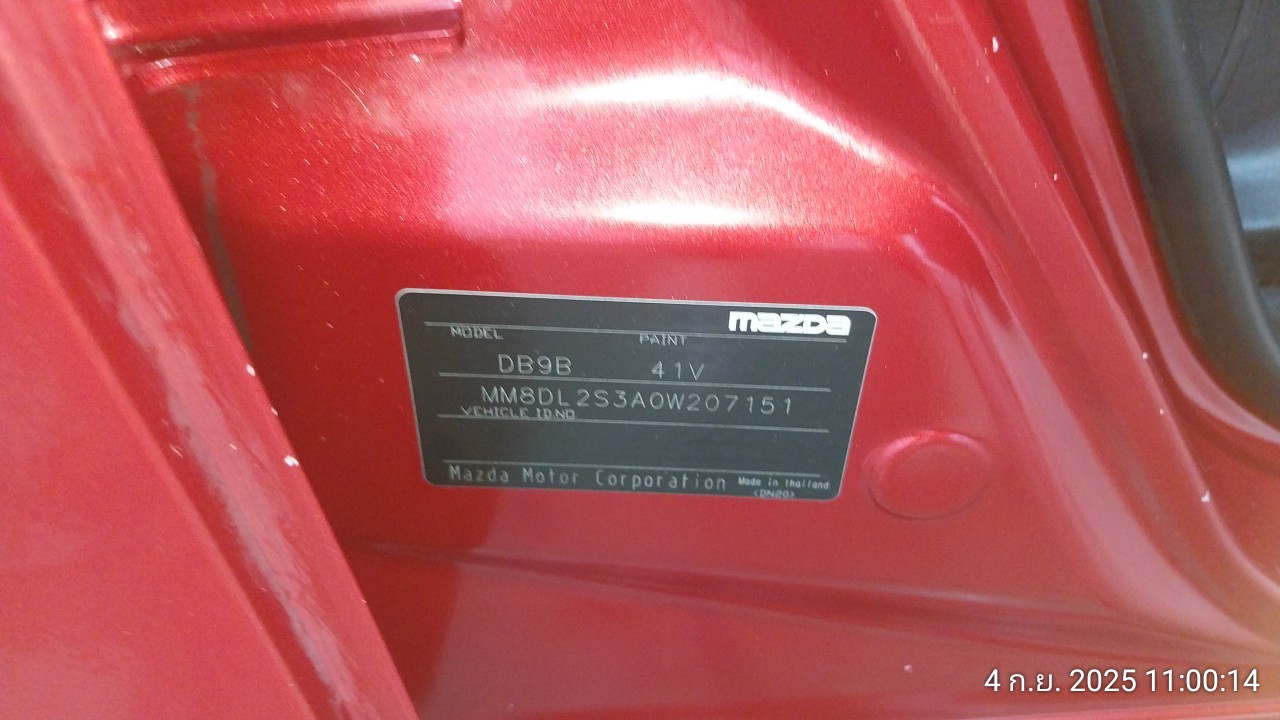 mazda
MODEL PAINT
DB9B 41V
MM8DL2S3A0W207151
VEHICLE ID.NO.
Mazda Motor Corporation Made in thailand
<DN20>
4 ก.ย. 2025 11:00:14